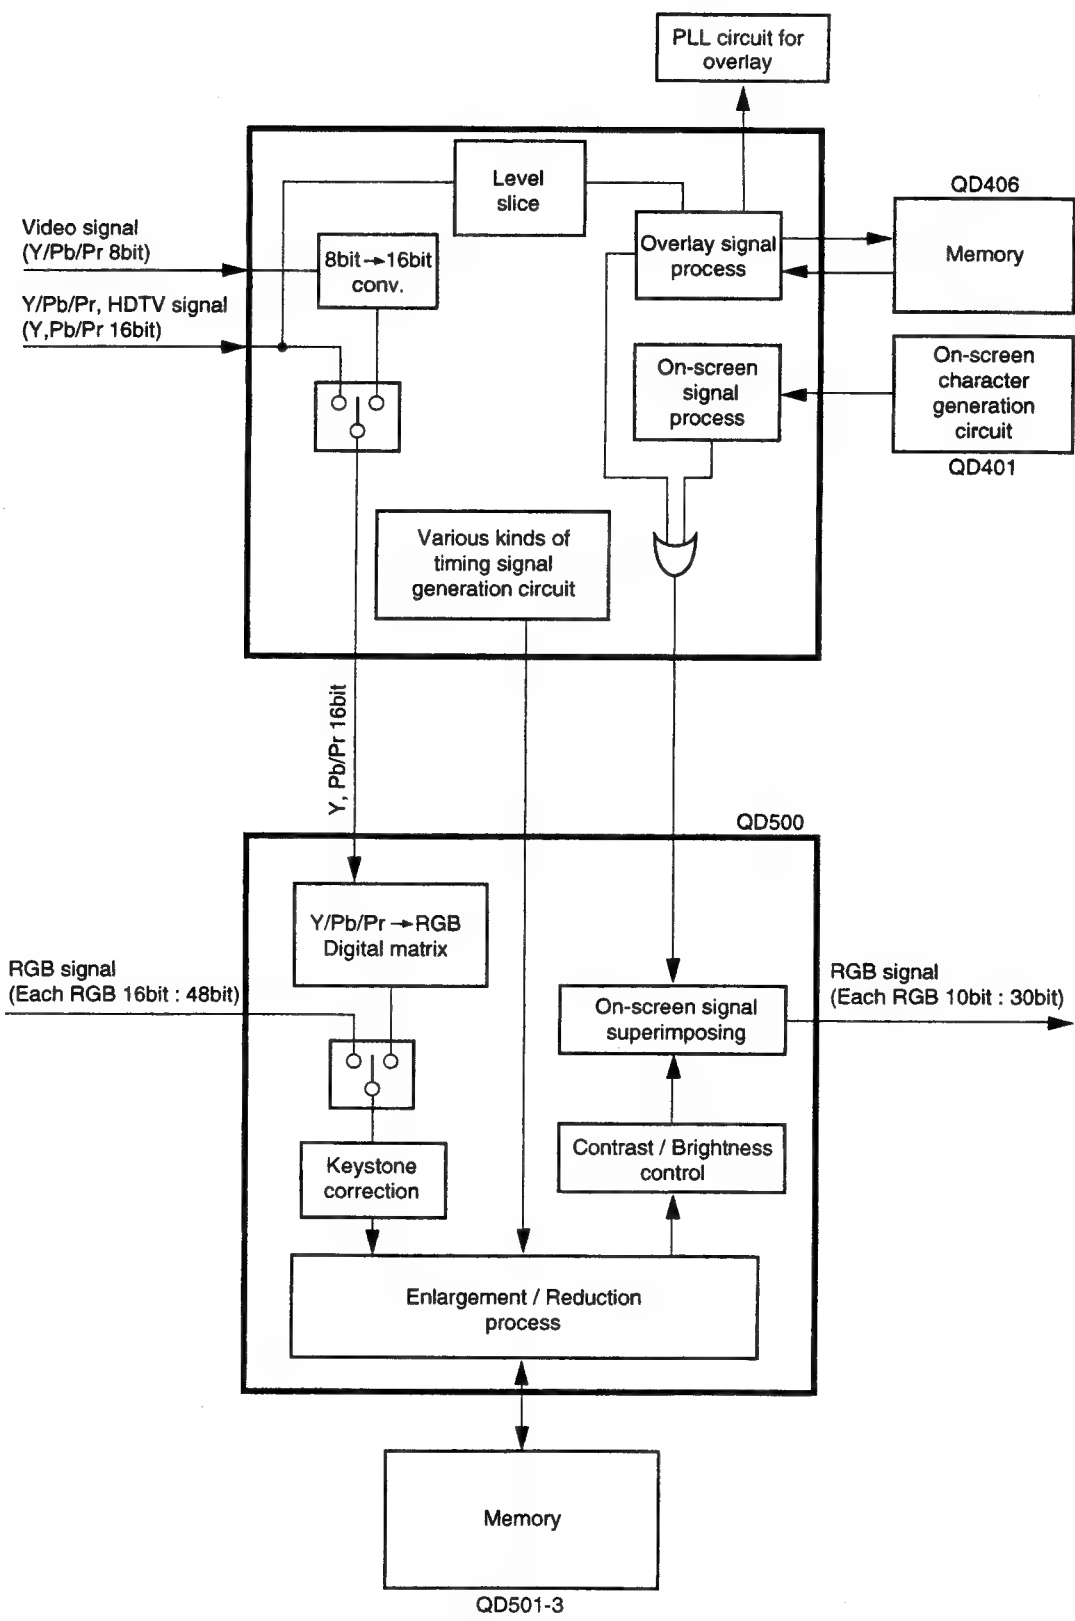 PLL circuit for
overlay
Level
slice
QD406
Video signal
(Y/Pb/Pr 8bit)
8bit→16bit
conv.
Overlay signal
process
Memory
Y/Pb/Pr, HDTV signal
(Y,Pb/Pr 16bit)
On-screen
signal
process
On-screen
character
generation
circuit
QD401
Various kinds of
timing signal
generation circuit
Y, Pb/Pr 16bit
QD500
Y/Pb/Pr→RGB
Digital matrix
RGB signal
(Each RGB 16bit : 48bit)
On-screen signal
superimposing
RGB signal
(Each RGB 10bit : 30bit)
Keystone
correction
Contrast / Brightness
control
Enlargement / Reduction
process
Memory
QD501-3